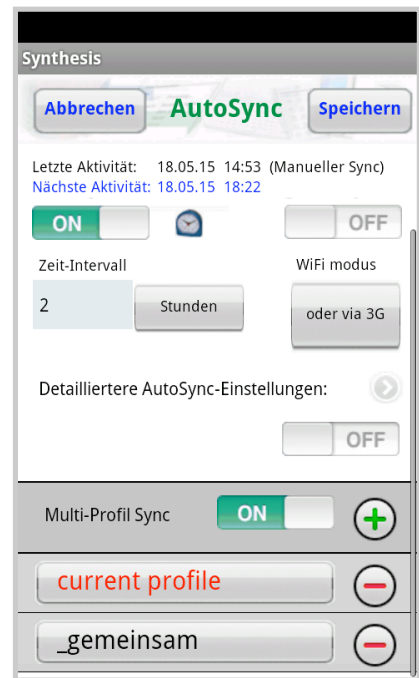 Synthesis
Abbrechen AutoSync Speichern
Letzte Aktivität: 18.05.15 14:53 (Manueller Sync)
Nächste Aktivität: 18.05.15 18:22
ON OFF
Zeit-Intervall WiFi modus
2 Stunden oder via 3G
Detailliertere AutoSync-Einstellungen:
OFF
Multi-Profil Sync ON
current profile
_gemeinsam